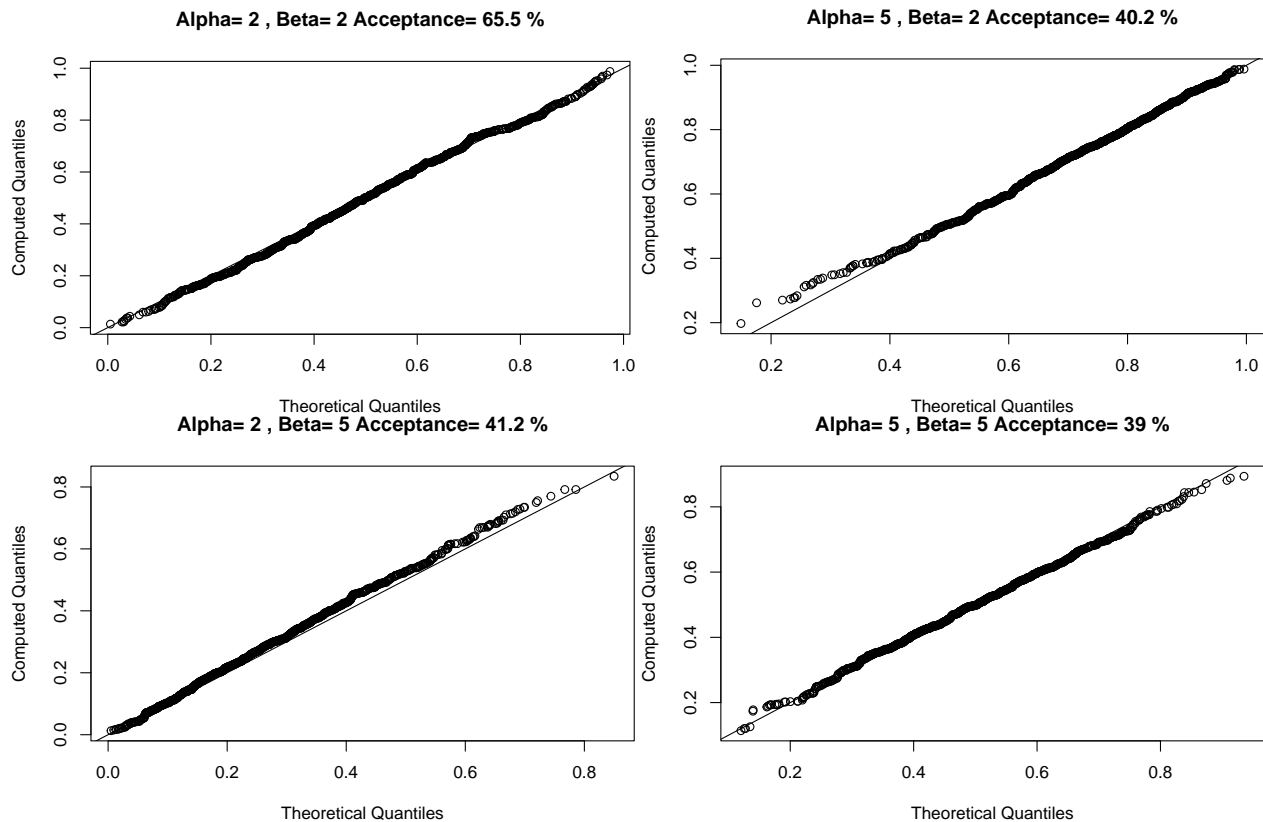 Alpha= 2 , Beta= 2 Acceptance= 65.5 %
Computed Quantiles
0.0 0.2 0.4 0.6 0.8 1.0
0.0 0.2 0.4 0.6 0.8 1.0
Theoretical Quantiles
Alpha= 5 , Beta= 2 Acceptance= 40.2 %
Computed Quantiles
0.2 0.4 0.6 0.8 1.0
0.2 0.4 0.6 0.8 1.0
Theoretical Quantiles
Alpha= 2 , Beta= 5 Acceptance= 41.2 %
Computed Quantiles
0.0 0.2 0.4 0.6 0.8
0.0 0.2 0.4 0.6 0.8
Theoretical Quantiles
Alpha= 5 , Beta= 5 Acceptance= 39 %
Computed Quantiles
0.2 0.4 0.6 0.8
0.2 0.4 0.6 0.8
Theoretical Quantiles